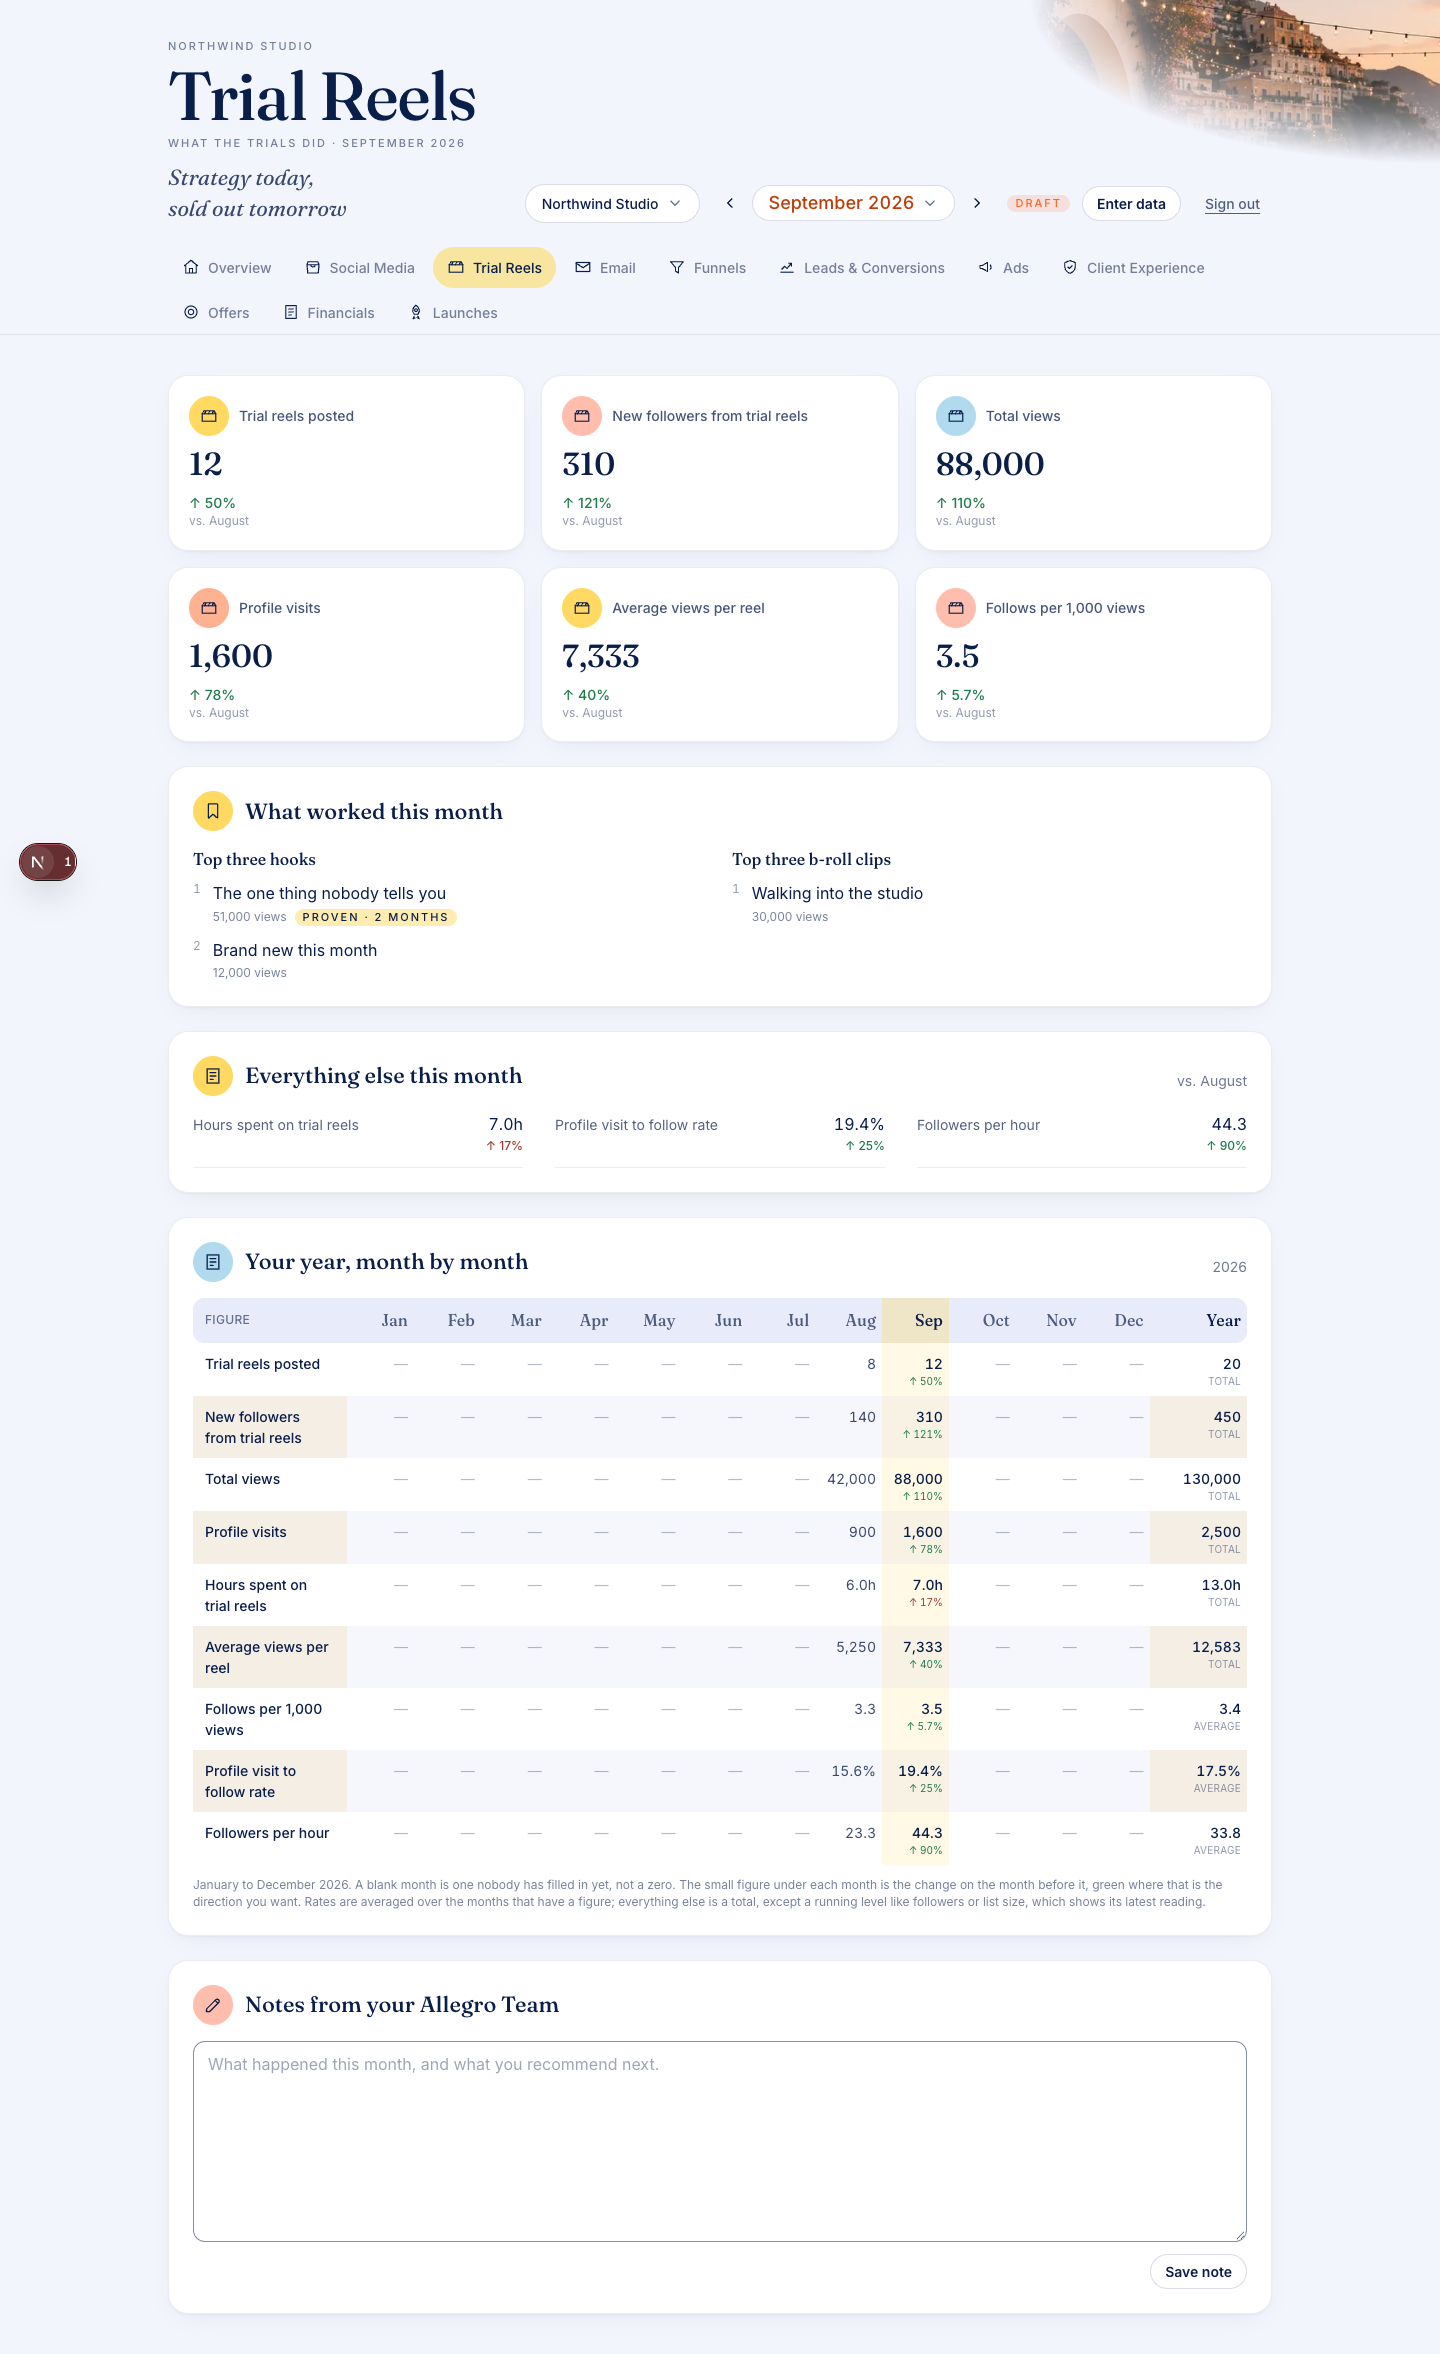 NORTHWIND STUDIO
Trial Reels
WHAT THE TRIALS DID · SEPTEMBER 2026
Strategy today,
sold out tomorrow
Northwind Studio
September 2026
DRAFT
Enter data
Sign out
Overview
Social Media
Trial Reels
Email
Funnels
Leads & Conversions
Ads
Client Experience
Offers
Financials
Launches
Trial reels posted
12
↑ 50%
vs. August
New followers from trial reels
310
↑ 121%
vs. August
Total views
88,000
↑ 110%
vs. August
Profile visits
1,600
↑ 78%
vs. August
Average views per reel
7,333
↑ 40%
vs. August
Follows per 1,000 views
3.5
↑ 5.7%
vs. August
What worked this month
Top three hooks
1 The one thing nobody tells you
51,000 views PROVEN · 2 MONTHS
2 Brand new this month
12,000 views
Top three b-roll clips
1 Walking into the studio
30,000 views
N 1
Everything else this month
vs. August
Hours spent on trial reels 7.0h
↑ 17%
Profile visit to follow rate 19.4%
↑ 25%
Followers per hour 44.3
↑ 90%
Your year, month by month
2026
FIGURE Jan Feb Mar Apr May Jun Jul Aug Sep Oct Nov Dec Year
Trial reels posted — — — — — — — 8 12 — — — 20
↑ 50% TOTAL
New followers from trial reels — — — — — — — 140 310 — — — 450
↑ 121% TOTAL
Total views — — — — — — — 42,000 88,000 — — — 130,000
↑ 110% TOTAL
Profile visits — — — — — — — 900 1,600 — — — 2,500
↑ 78% TOTAL
Hours spent on trial reels — — — — — — — 6.0h 7.0h — — — 13.0h
↑ 17% TOTAL
Average views per reel — — — — — — — 5,250 7,333 — — — 12,583
↑ 40% TOTAL
Follows per 1,000 views — — — — — — — 3.3 3.5 — — — 3.4
↑ 5.7% AVERAGE
Profile visit to follow rate — — — — — — — 15.6% 19.4% — — — 17.5%
↑ 25% AVERAGE
Followers per hour — — — — — — — 23.3 44.3 — — — 33.8
↑ 90% AVERAGE
January to December 2026. A blank month is one nobody has filled in yet, not a zero. The small figure under each month is the change on the month before it, green where that is the
direction you want. Rates are averaged over the months that have a figure; everything else is a total, except a running level like followers or list size, which shows its latest reading.
Notes from your Allegro Team
What happened this month, and what you recommend next.
Save note